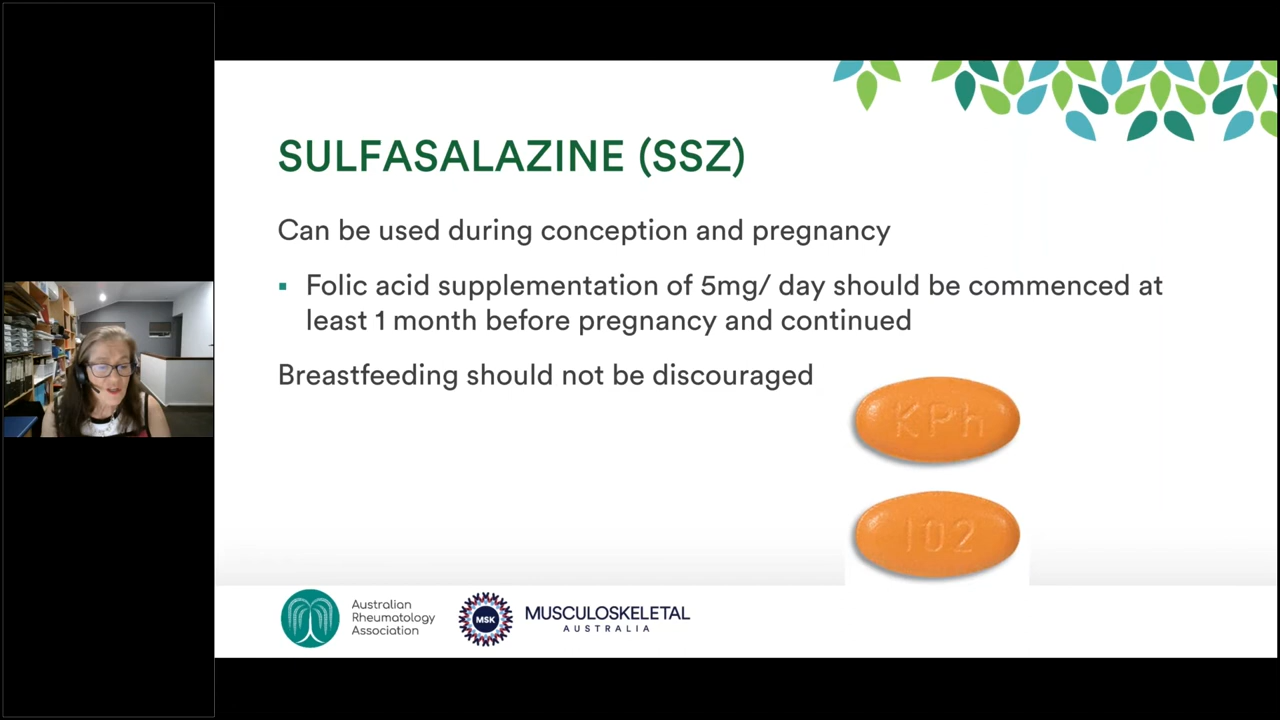 SULFASALAZINE (SSZ)
Can be used during conception and pregnancy
▪ Folic acid supplementation of 5mg/ day should be commenced at
least 1 month before pregnancy and continued
Breastfeeding should not be discouraged
KPh
102
Australian
Rheumatology
Association
MSK
MUSCULOSKELETAL
AUSTRALIA